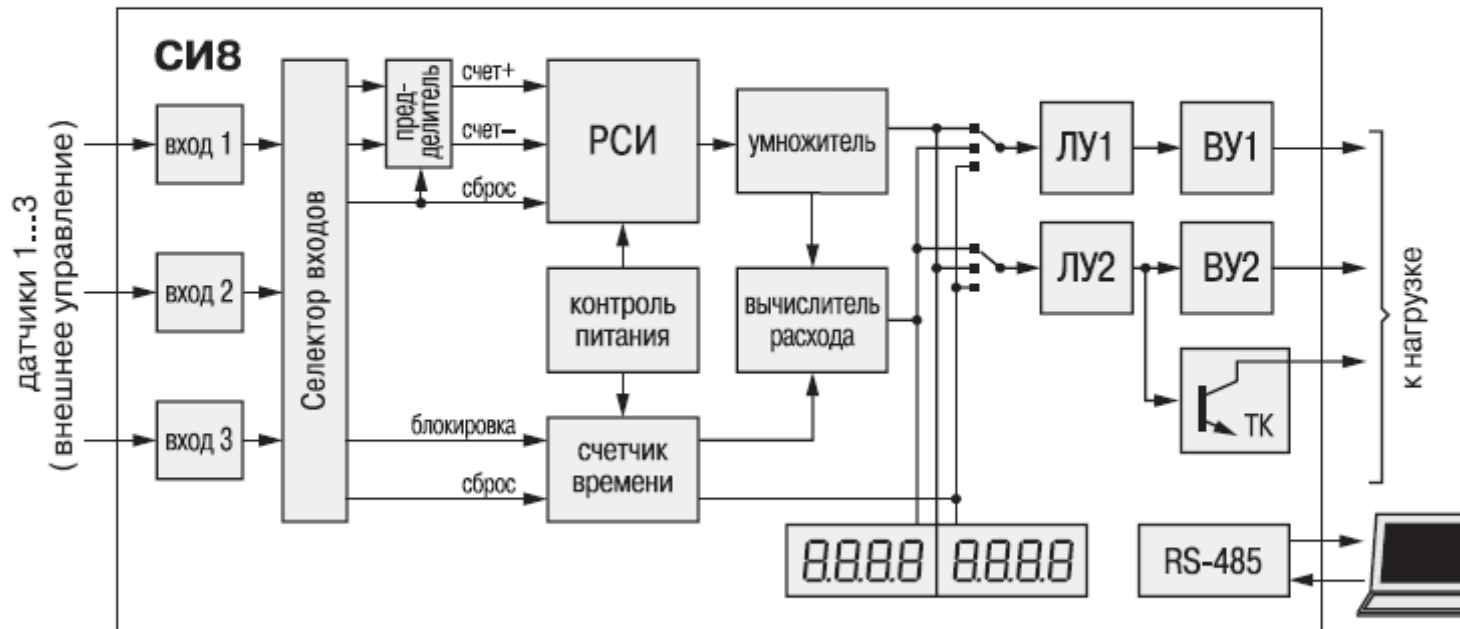 СИ8
датчики 1...3
(внешнее управление)
вход 1
вход 2
вход 3
Селектор входов
пред-
делитель
счет+
счет–
сброс
блокировка
сброс
РСИ
контроль
питания
счетчик
времени
умножитель
вычислитель
расхода
ЛУ1
ВУ1
ЛУ2
ВУ2
ТК
к нагрузке
8.8.8.8 8.8.8.8
RS-485